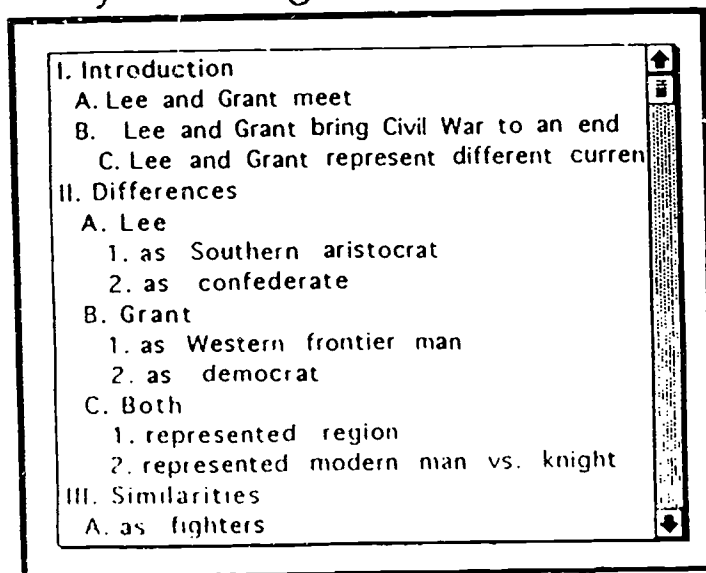 I. Introduction
A. Lee and Grant meet
B. Lee and Grant bring Civil War to an end
C. Lee and Grant represent different curren
II. Differences
A. Lee
1. as Southern aristocrat
2. as confederate
B. Grant
1. as Western frontier man
2. as democrat
C. Both
1. represented region
2. represented modern man vs. knight
III. Similarities
A. as fighters